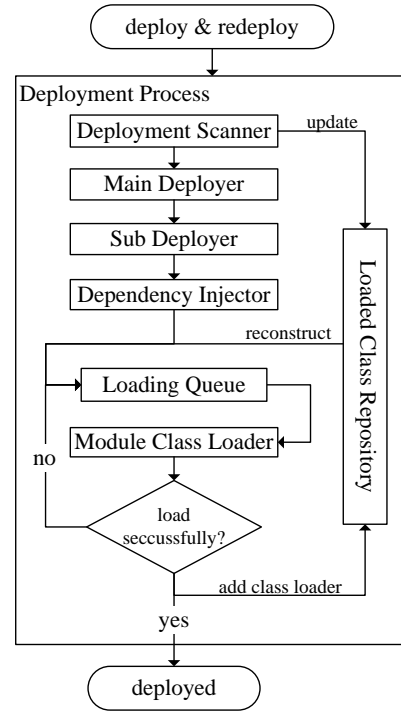 deploy & redeploy
Deployment Process
Deployment Scanner
update
Main Deployer
Sub Deployer
Dependency Injector
Loaded Class Repository
reconstruct
Loading Queue
Module Class Loader
no
load
seccussfully?
add class loader
yes
deployed